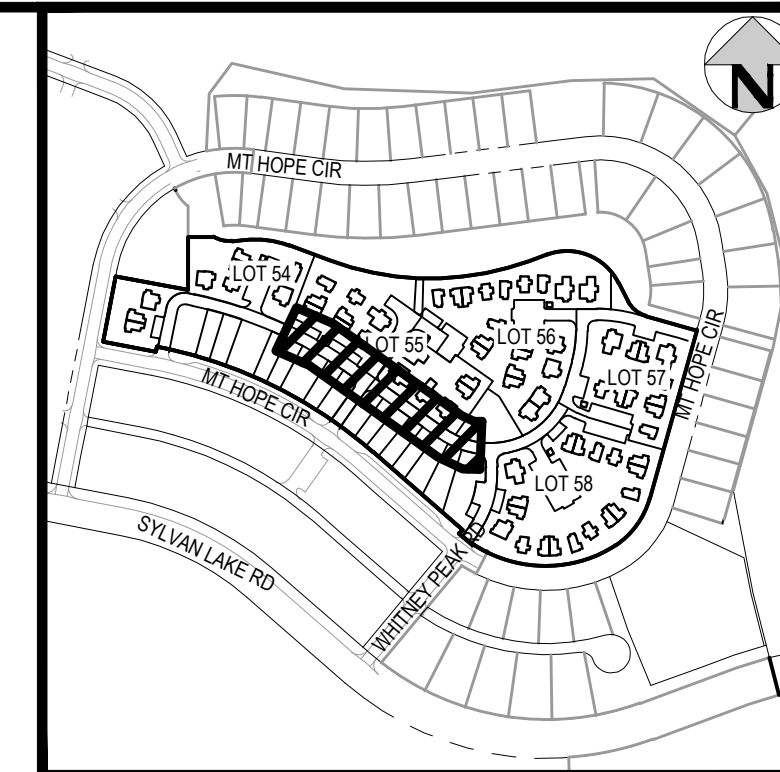 N
MT HOPE CIR
LOT 54
LOT 55
LOT 56
LOT 57
MT HOPE CIR
MT HOPE CIR
LOT 58
SYLVAN LAKE RD
WHITNEY PEAK RD